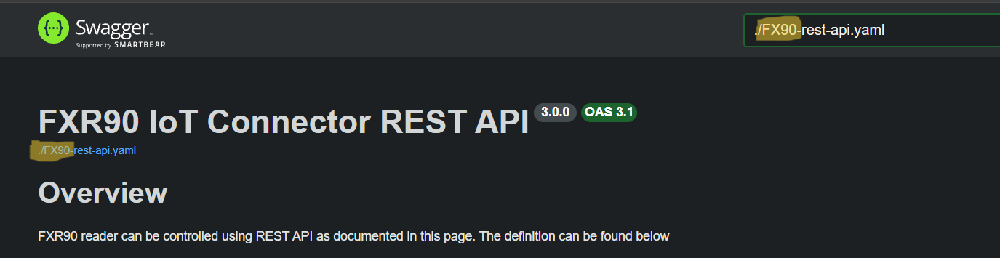 {...} Swagger
Supported by SMARTBEAR
./FX90-rest-api.yaml
FXR90 IoT Connector REST API 3.0.0 OAS 3.1
./FX90-rest-api.yaml
Overview
FXR90 reader can be controlled using REST API as documented in this page. The definition can be found below